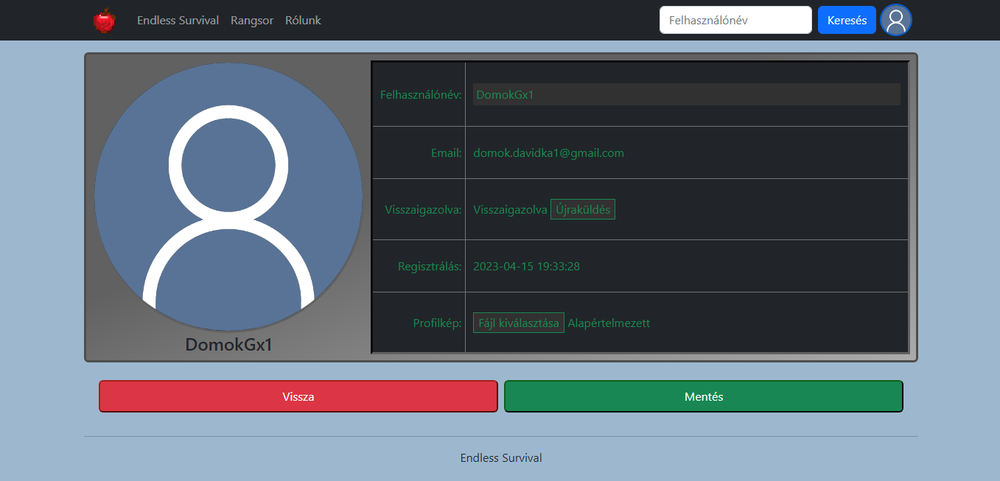 Endless Survival Rangsor Rólunk Felhasználónév Keresés
Felhasználónév: DomokGx1
Email: domok.davidka1@gmail.com
Visszaigazolva: Visszaigazolva Újraküldés
Regisztrálás: 2023-04-15 19:33:28
Profilkép: Fájl kiválasztása Alapértelmezett
DomokGx1
Vissza Mentés
Endless Survival